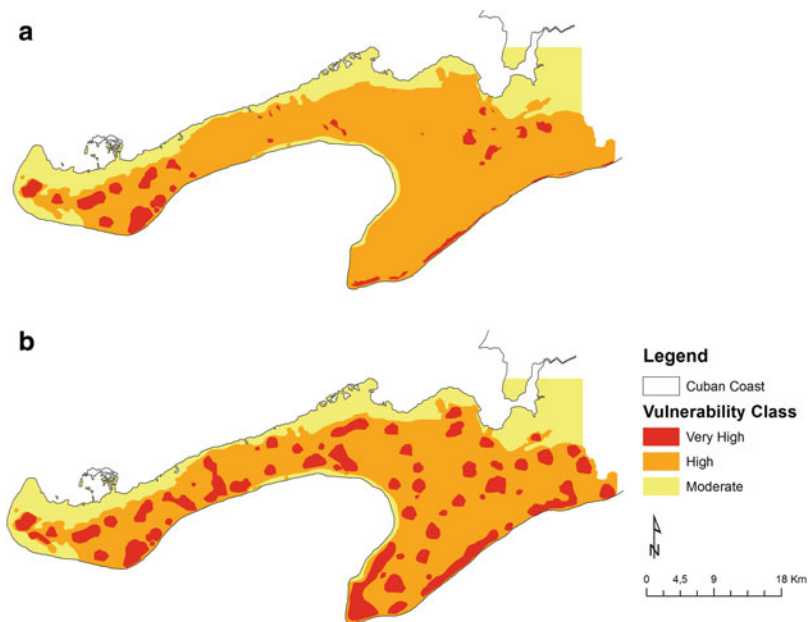 a
b
Legend
Cuban Coast
Vulnerability Class
Very High
High
Moderate
N
0 4,5 9 18 Km